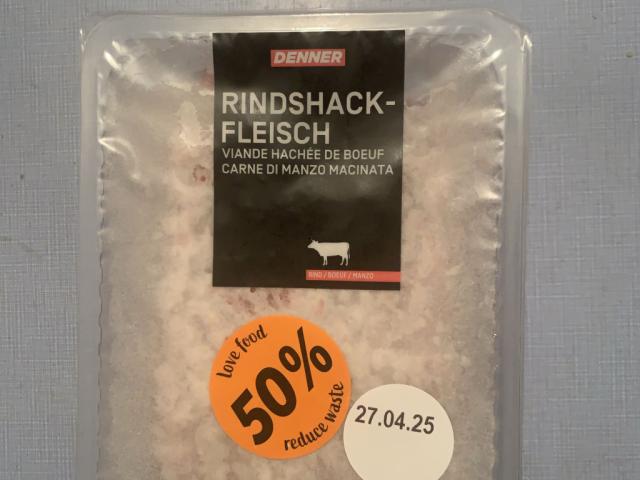 DENNER
RINDSHACK-
FLEISCH
VIANDE HACHÉE DE BOEUF
CARNE DI MANZO MACINATA
RIND / BOEUF / MANZO
Love food
50%
reduce waste
27.04.25